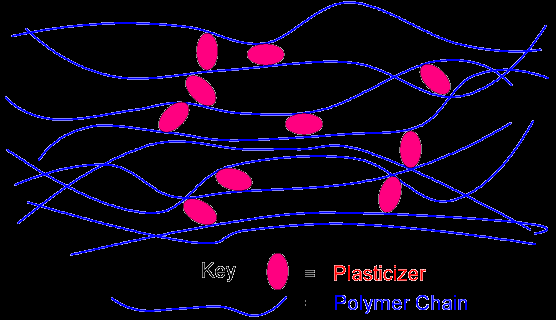 Key = Plasticizer
: Polymer Chain